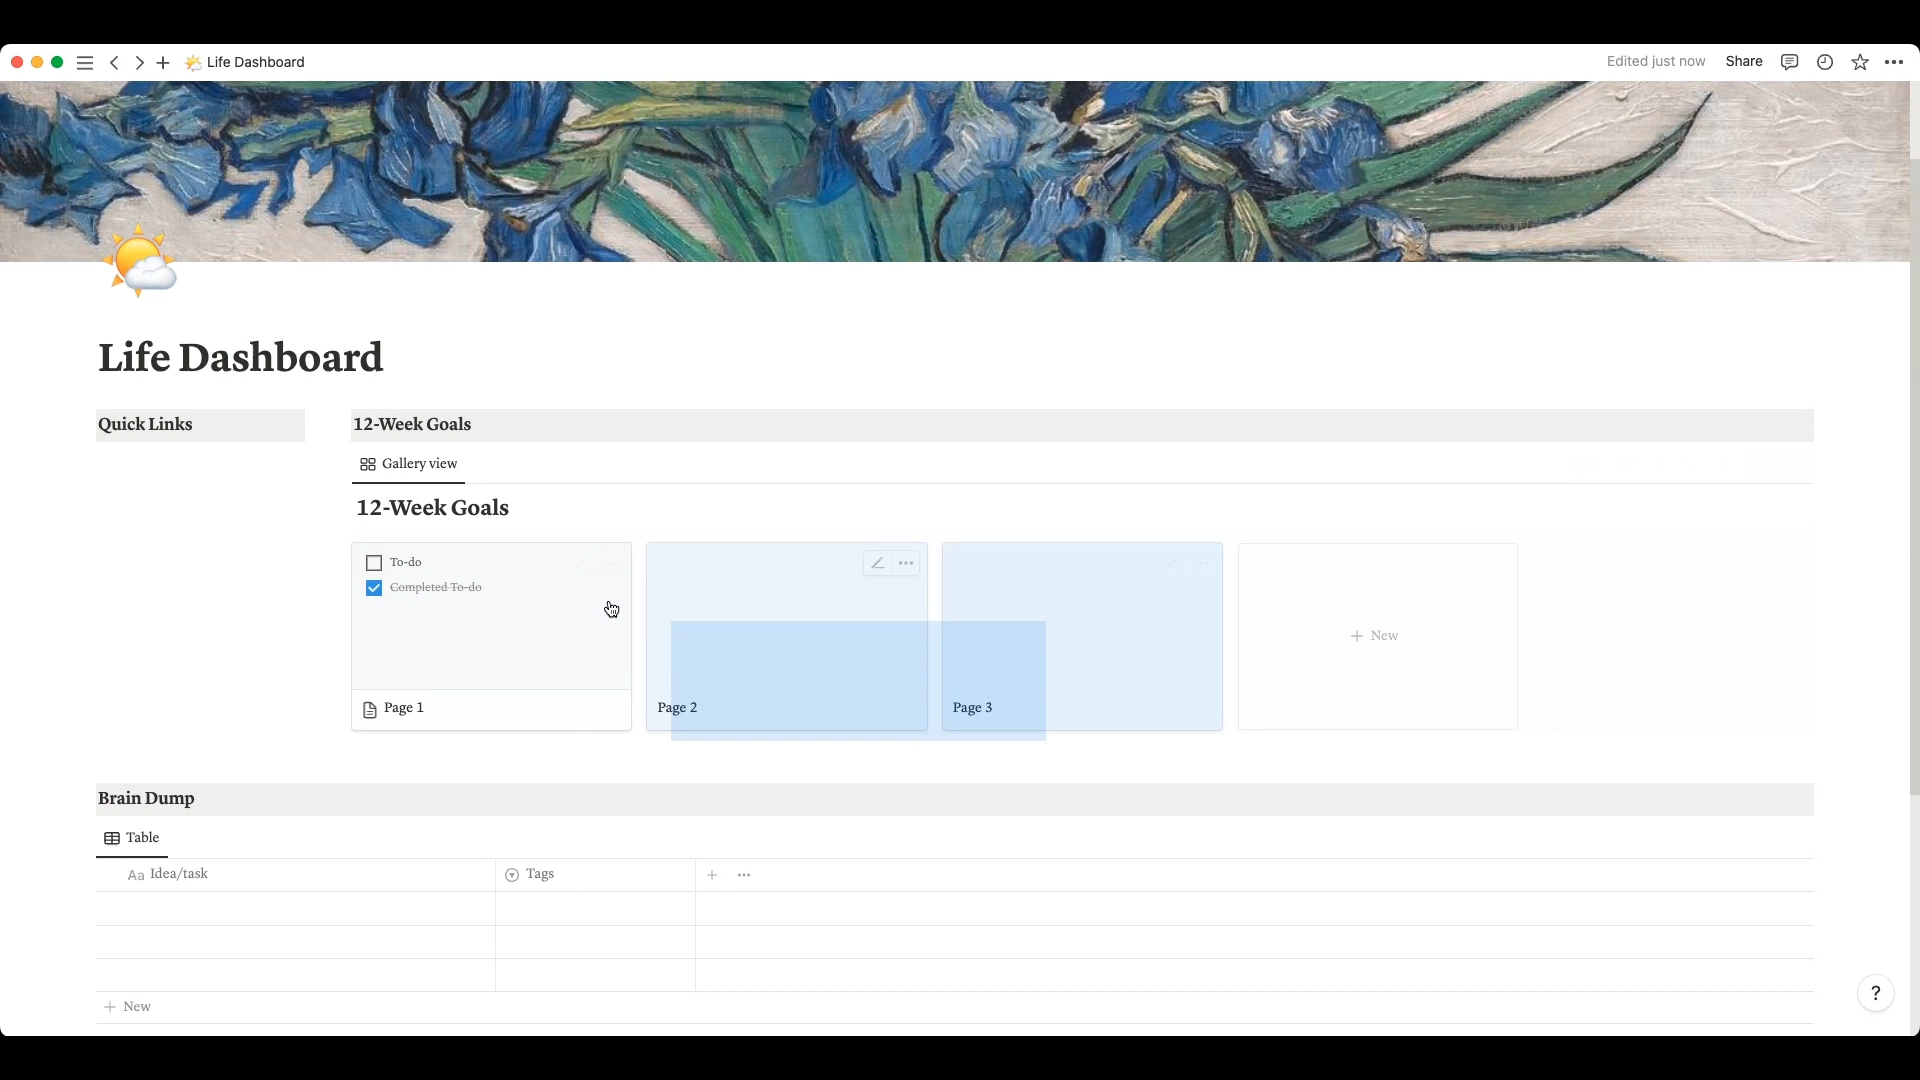 Life Dashboard
Edited just now
Share
Life Dashboard
Quick Links
12-Week Goals
Gallery view
12-Week Goals
To-do
Completed To-do
Page 1
Page 2
Page 3
+ New
Brain Dump
Table
Aa Idea/task
Tags
+ New
?